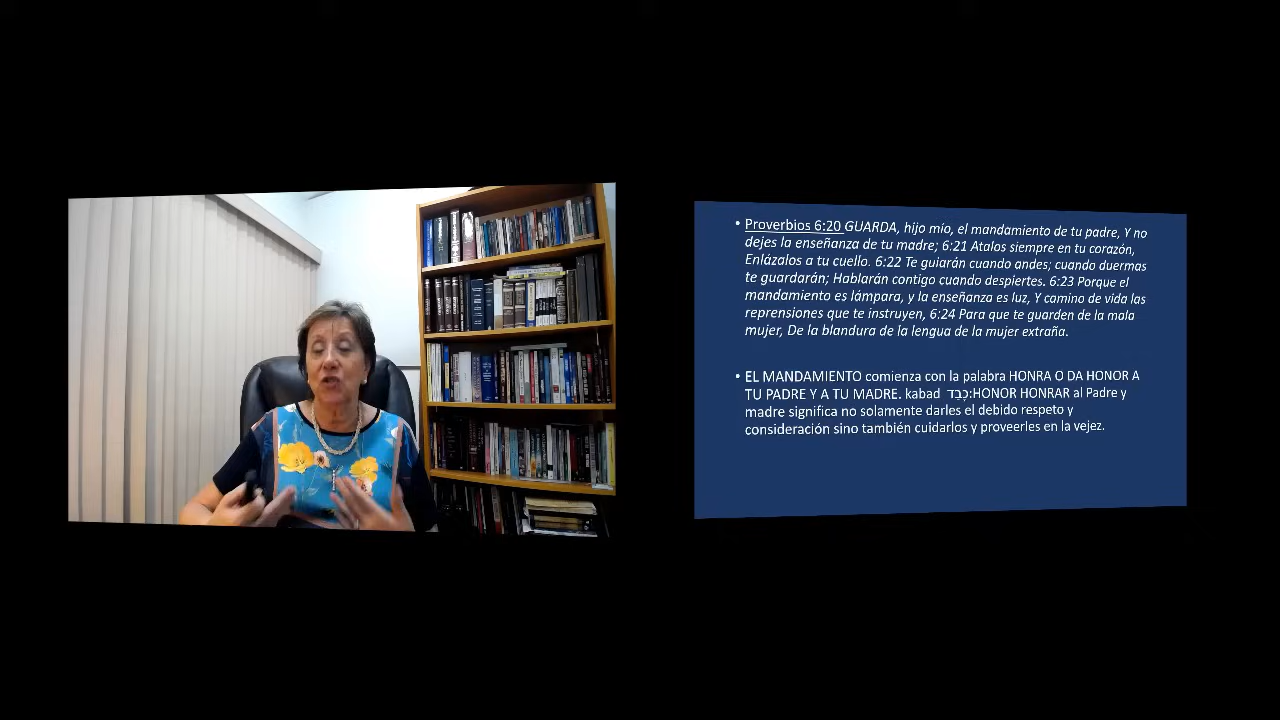 • Proverbios 6:20 GUARDA, hijo mío, el mandamiento de tu padre, Y no
dejes la enseñanza de tu madre; 6:21 Atalos siempre en tu corazón,
Enlázalos a tu cuello. 6:22 Te guiarán cuando andes; cuando duermas
te guardarán; Hablarán contigo cuando despiertes. 6:23 Porque el
mandamiento es lámpara, y la enseñanza es luz, Y camino de vida las
reprensiones que te instruyen, 6:24 Para que te guarden de la mala
mujer, De la blandura de la lengua de la mujer extraña.
• EL MANDAMIENTO comienza con la palabra HONRA O DA HONOR A
TU PADRE Y A TU MADRE. kabad כָּבַד:HONOR HONRAR al Padre y
madre significa no solamente darles el debido respeto y
consideración sino también cuidarlos y proveerles en la vejez.